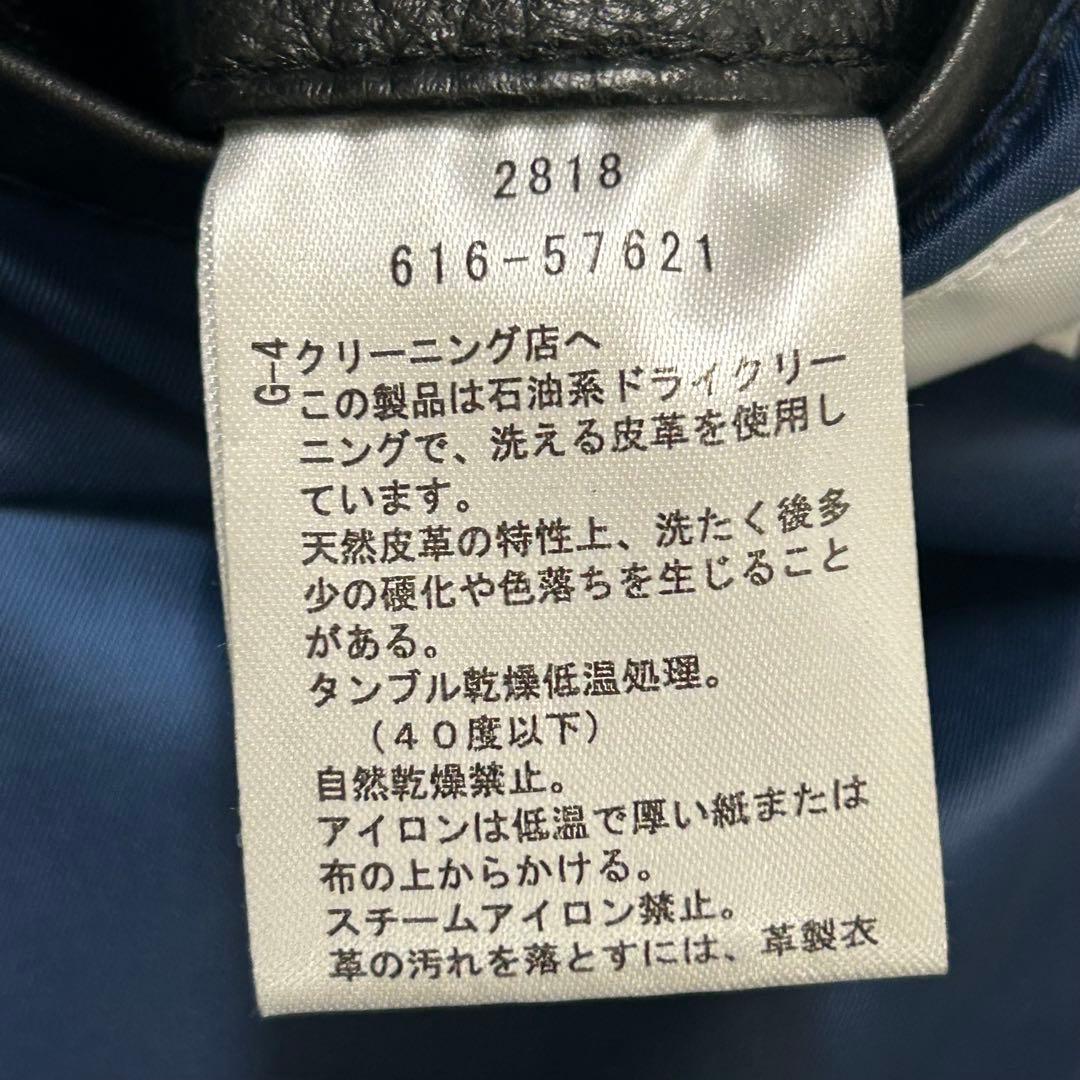 2818
616-57621
G-4
クリーニング店へ
この製品は石油系ドライクリー
ニングで、洗える皮革を使用し
ています。
天然皮革の特性上、洗たく後多
少の硬化や色落ちを生じること
がある。
タンブル乾燥低温処理。
(40度以下)
自然乾燥禁止。
アイロンは低温で厚い紙または
布の上からかける。
スチームアイロン禁止。
革の汚れを落とすには、革製衣